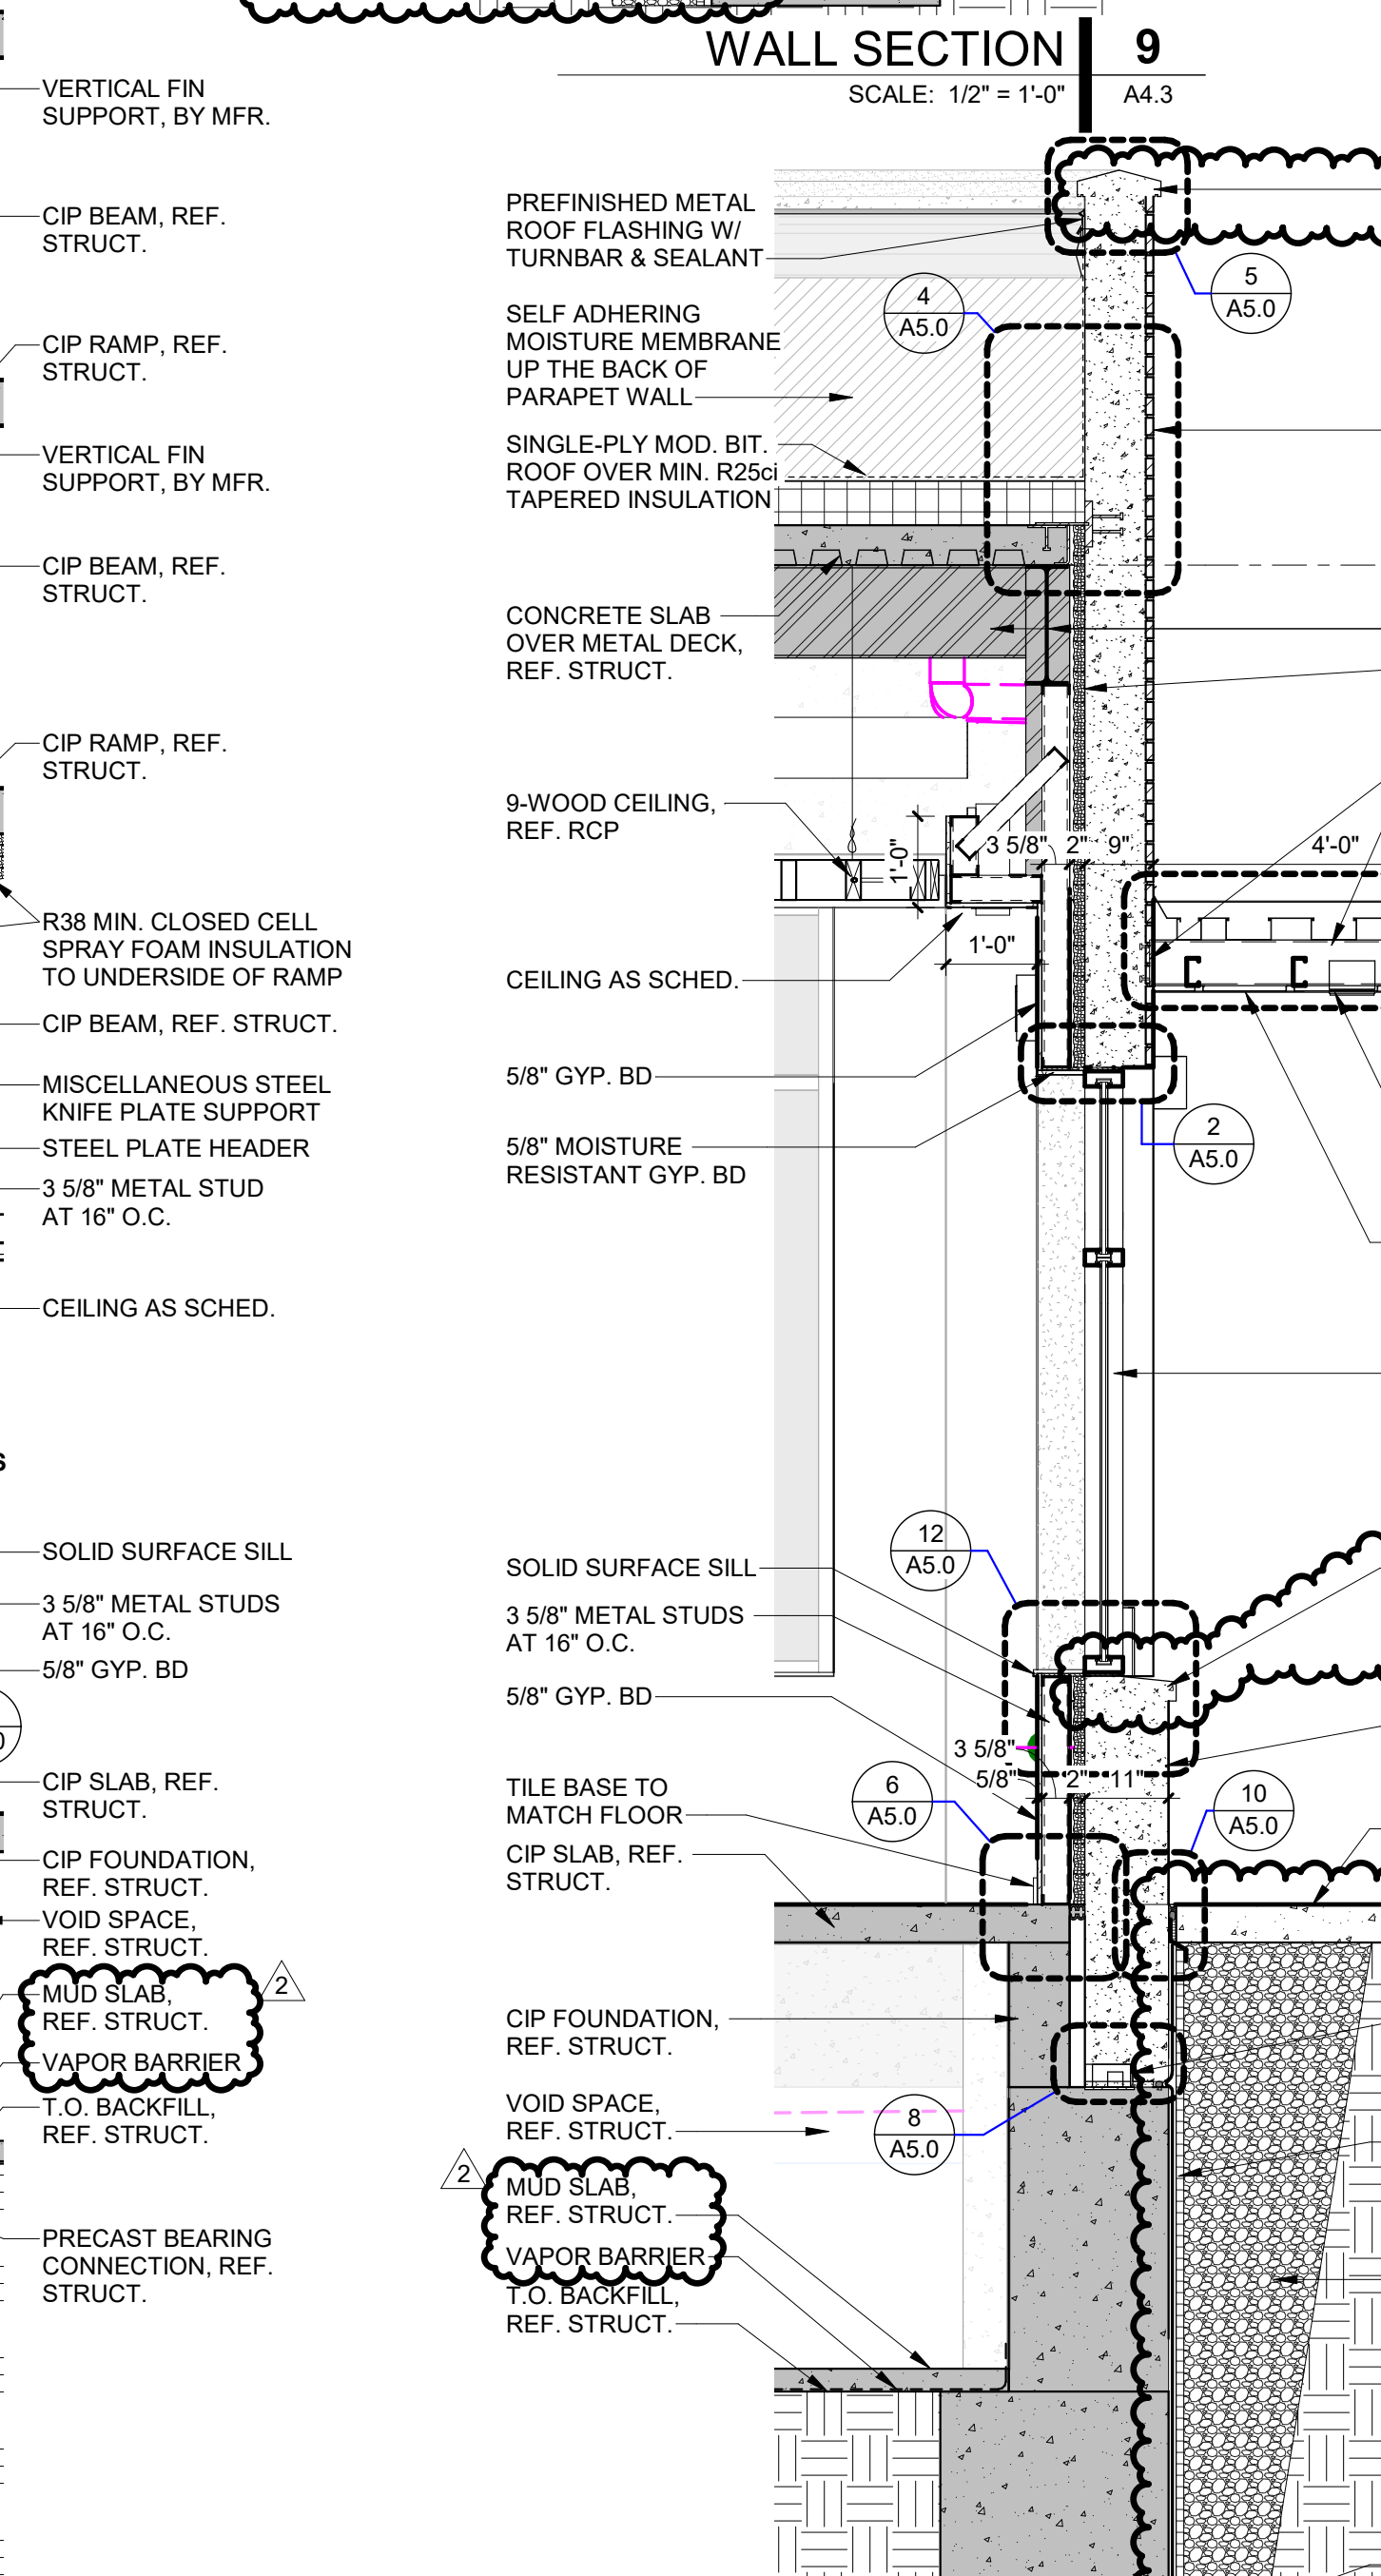 WALL SECTION
9
SCALE: 1/2" = 1'-0"
A4.3
VERTICAL FIN
SUPPORT, BY MFR.
CIP BEAM, REF.
STRUCT.
CIP RAMP, REF.
STRUCT.
VERTICAL FIN
SUPPORT, BY MFR.
CIP BEAM, REF.
STRUCT.
CIP RAMP, REF.
STRUCT.
R38 MIN. CLOSED CELL
SPRAY FOAM INSULATION
TO UNDERSIDE OF RAMP
CIP BEAM, REF. STRUCT.
MISCELLANEOUS STEEL
KNIFE PLATE SUPPORT
STEEL PLATE HEADER
3 5/8" METAL STUD
AT 16" O.C.
CEILING AS SCHED.
S
SOLID SURFACE SILL
3 5/8" METAL STUDS
AT 16" O.C.
5/8" GYP. BD
0
CIP SLAB, REF.
STRUCT.
CIP FOUNDATION,
REF. STRUCT.
VOID SPACE,
REF. STRUCT.
MUD SLAB,
REF. STRUCT.
2
VAPOR BARRIER
T.O. BACKFILL,
REF. STRUCT.
PRECAST BEARING
CONNECTION, REF.
STRUCT.
PREFINISHED METAL
ROOF FLASHING W/
TURNBAR & SEALANT
SELF ADHERING
MOISTURE MEMBRANE
UP THE BACK OF
PARAPET WALL
SINGLE-PLY MOD. BIT.
ROOF OVER MIN. R25ci
TAPERED INSULATION
CONCRETE SLAB
OVER METAL DECK,
REF. STRUCT.
9-WOOD CEILING,
REF. RCP
CEILING AS SCHED.
5/8" GYP. BD
5/8" MOISTURE
RESISTANT GYP. BD
SOLID SURFACE SILL
3 5/8" METAL STUDS
AT 16" O.C.
5/8" GYP. BD
TILE BASE TO
MATCH FLOOR
CIP SLAB, REF.
STRUCT.
CIP FOUNDATION,
REF. STRUCT.
VOID SPACE,
REF. STRUCT.
2
MUD SLAB,
REF. STRUCT.
VAPOR BARRIER
T.O. BACKFILL,
REF. STRUCT.
4
A5.0
5
A5.0
1'-0"
3 5/8" 2" 9"
4'-0"
1'-0"
2
A5.0
12
A5.0
3 5/8"
5/8" 2" 11"
6
A5.0
10
A5.0
8
A5.0